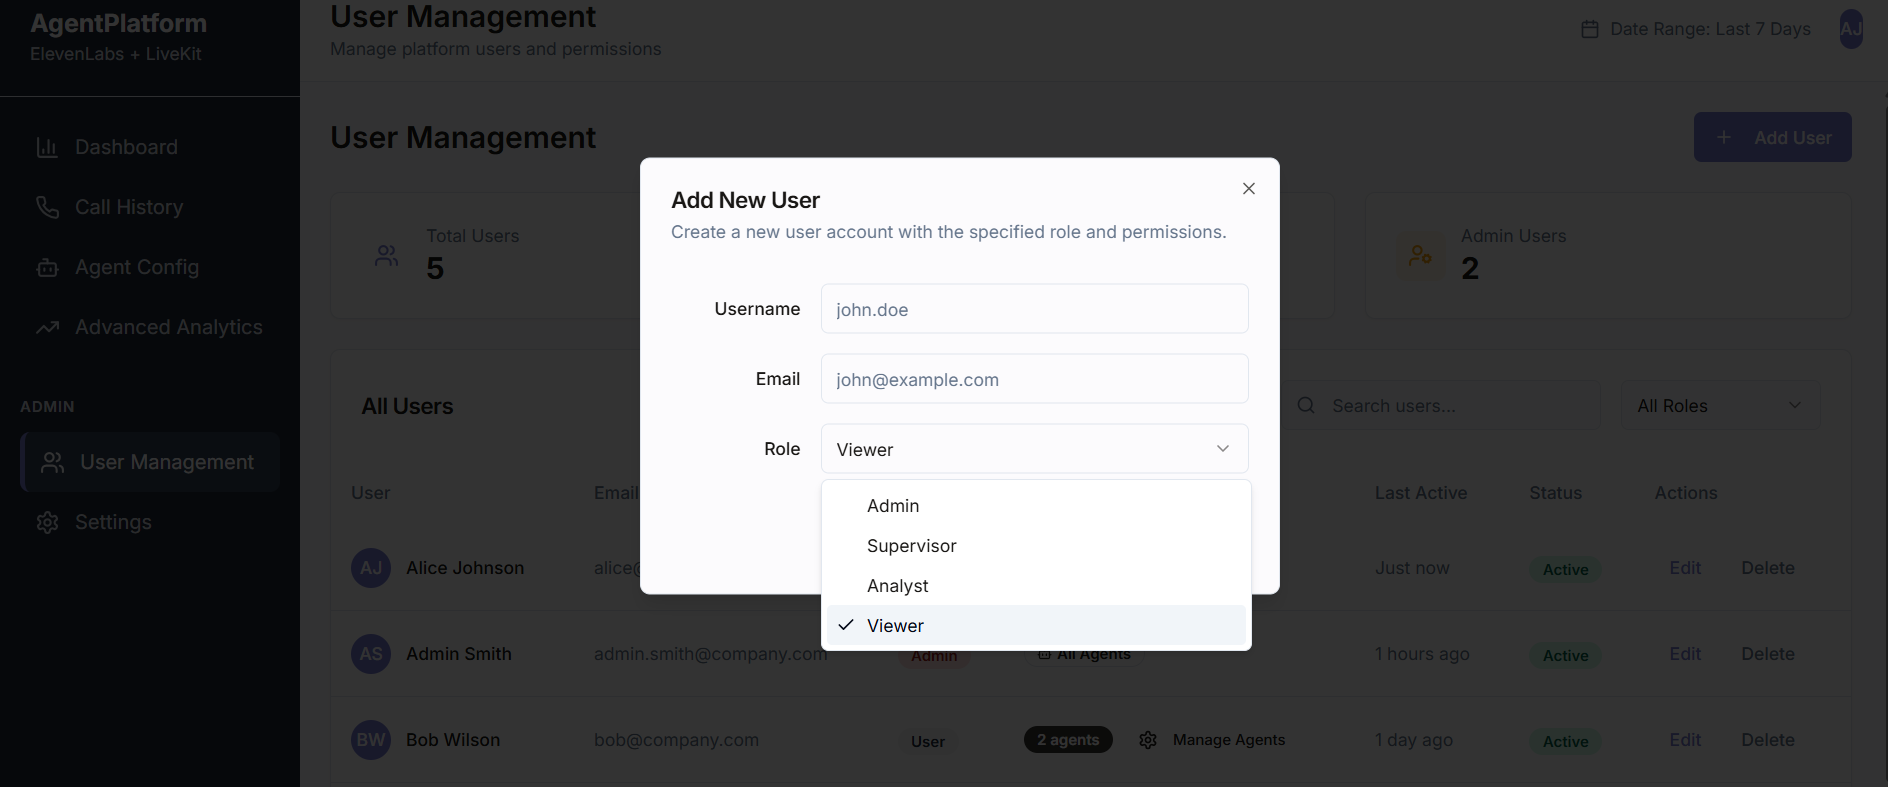 AgentPlatform
ElevenLabs + LiveKit
Dashboard
Call History
Agent Config
Advanced Analytics
ADMIN
User Management
Settings
User Management
Manage platform users and permissions
Date Range: Last 7 Days
AJ
User Management
Add User
Total Users
5
Admin Users
2
All Users
Search users...
All Roles
User Email Last Active Status Actions
AJ Alice Johnson alice@ Just now Active Edit Delete
AS Admin Smith admin.smith@company.com Admin All Agents 1 hours ago Active Edit Delete
BW Bob Wilson bob@company.com User 2 agents Manage Agents 1 day ago Active Edit Delete
Add New User
Create a new user account with the specified role and permissions.
Username john.doe
Email john@example.com
Role Viewer
Admin
Supervisor
Analyst
Viewer